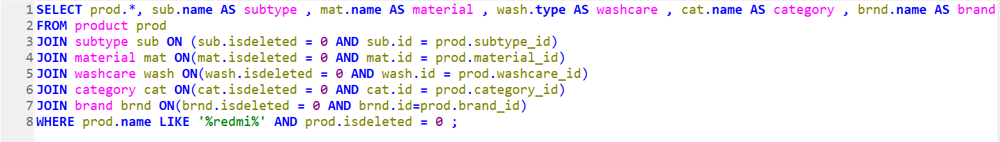 1 SELECT prod.*, sub.name AS subtype , mat.name AS material , wash.type AS washcare , cat.name AS category , brnd.name AS brand
2 FROM product prod
3 JOIN subtype sub ON (sub.isdeleted = 0 AND sub.id = prod.subtype_id)
4 JOIN material mat ON(mat.isdeleted = 0 AND mat.id = prod.material_id)
5 JOIN washcare wash ON(wash.isdeleted = 0 AND wash.id = prod.washcare_id)
6 JOIN category cat ON(cat.isdeleted = 0 AND cat.id = prod.category_id)
7 JOIN brand brnd ON(brnd.isdeleted = 0 AND brnd.id=prod.brand_id)
8 WHERE prod.name LIKE '%redmi%' AND prod.isdeleted = 0 ;